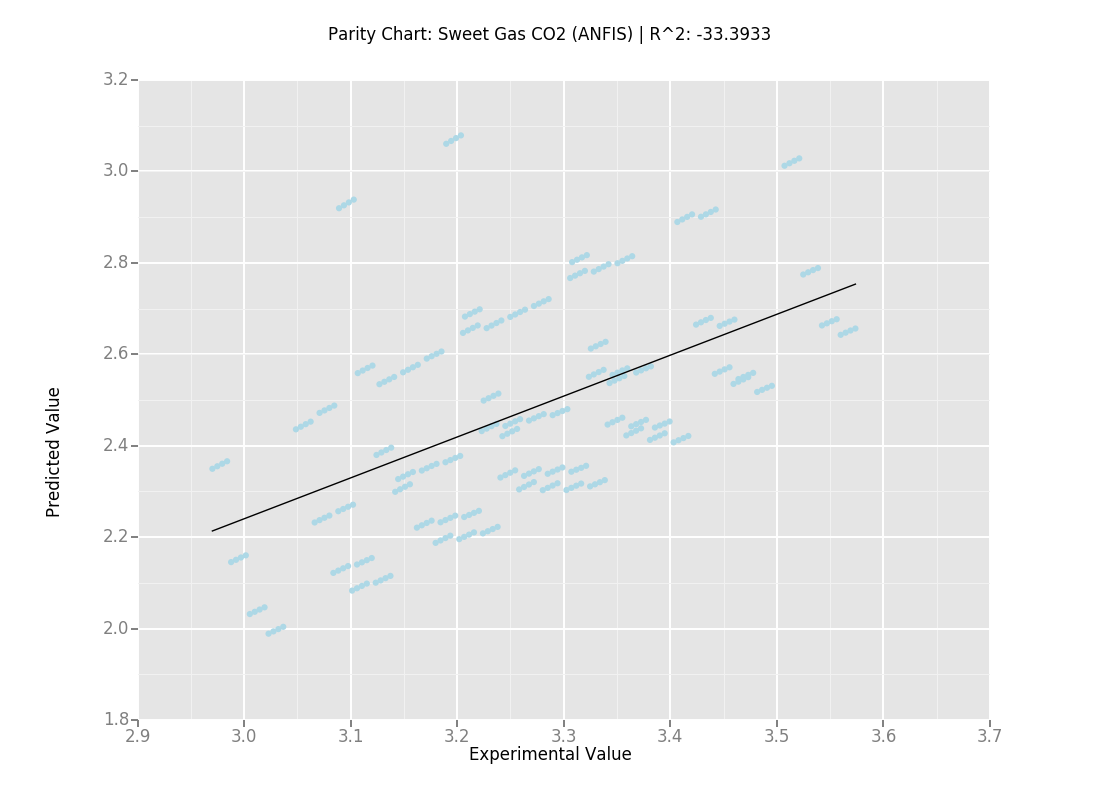 Parity Chart: Sweet Gas CO2 (ANFIS) | R^2: -33.3933
3.2
3.0
2.8
2.6
2.4
2.2
2.0
1.8
Predicted Value
2.9 3.0 3.1 3.2 3.3 3.4 3.5 3.6 3.7
Experimental Value